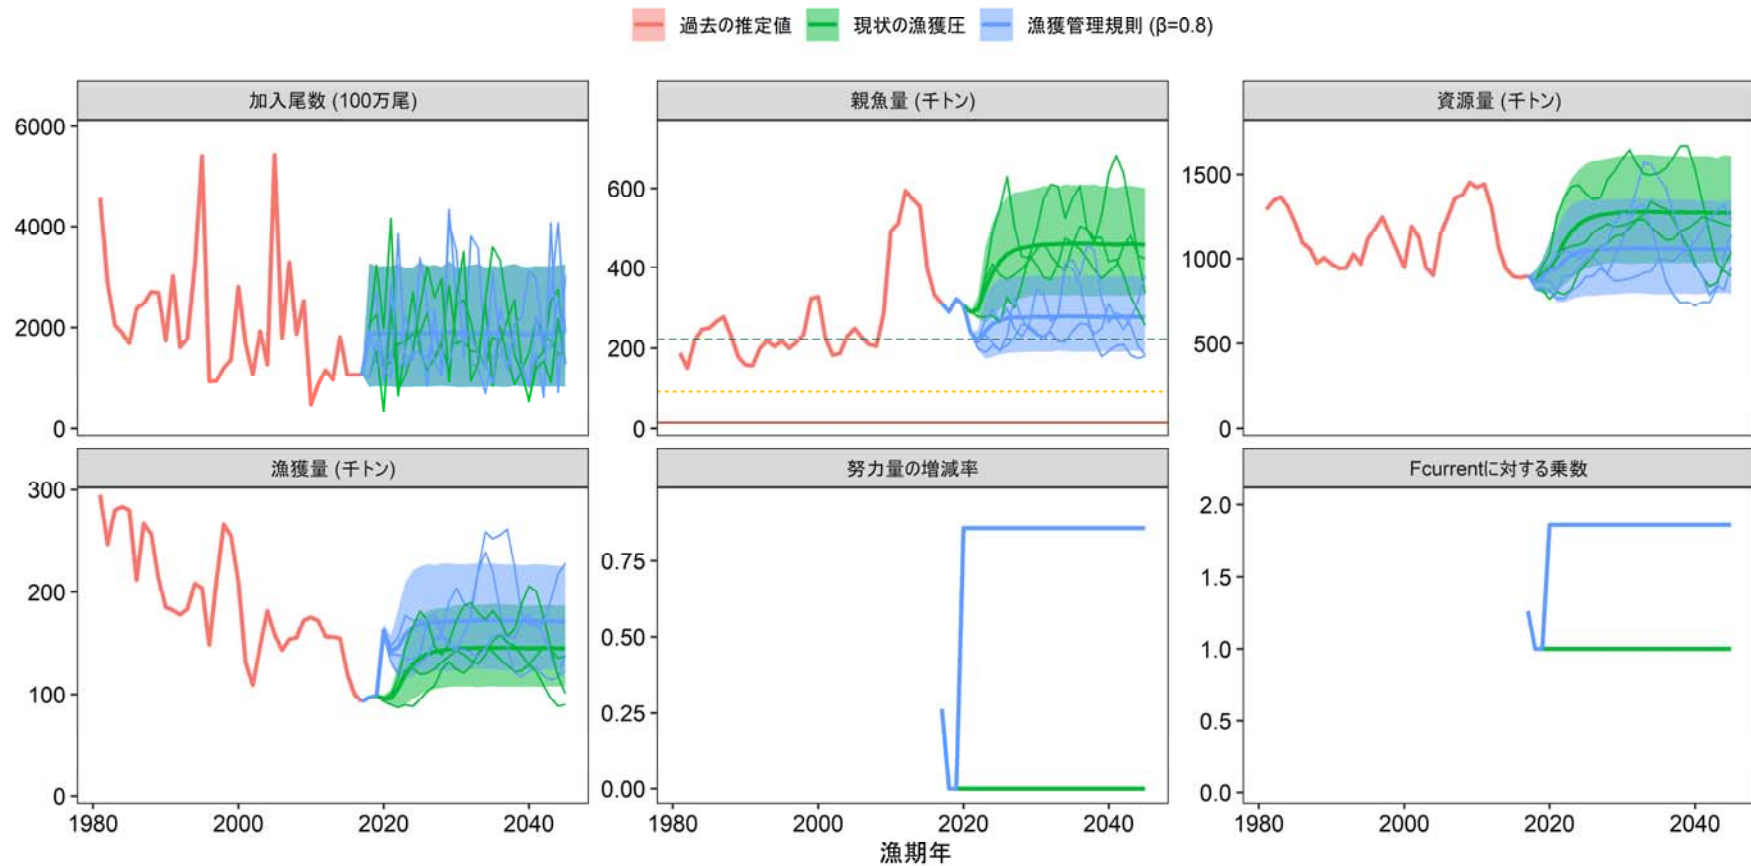 過去の推定値 現状の漁獲圧 漁獲管理規則 (β=0.8)
加入尾数 (100万尾)
親魚量 (千トン)
資源量 (千トン)
6000
4000
2000
0
600
400
200
0
1500
1000
500
0
漁獲量 (千トン)
努力量の増減率
Fcurrentに対する乗数
300
200
100
0
0.75
0.50
0.25
0.00
2.0
1.5
1.0
0.5
0.0
1980 2000 2020 2040
1980 2000 2020 2040
1980 2000 2020 2040
漁期年